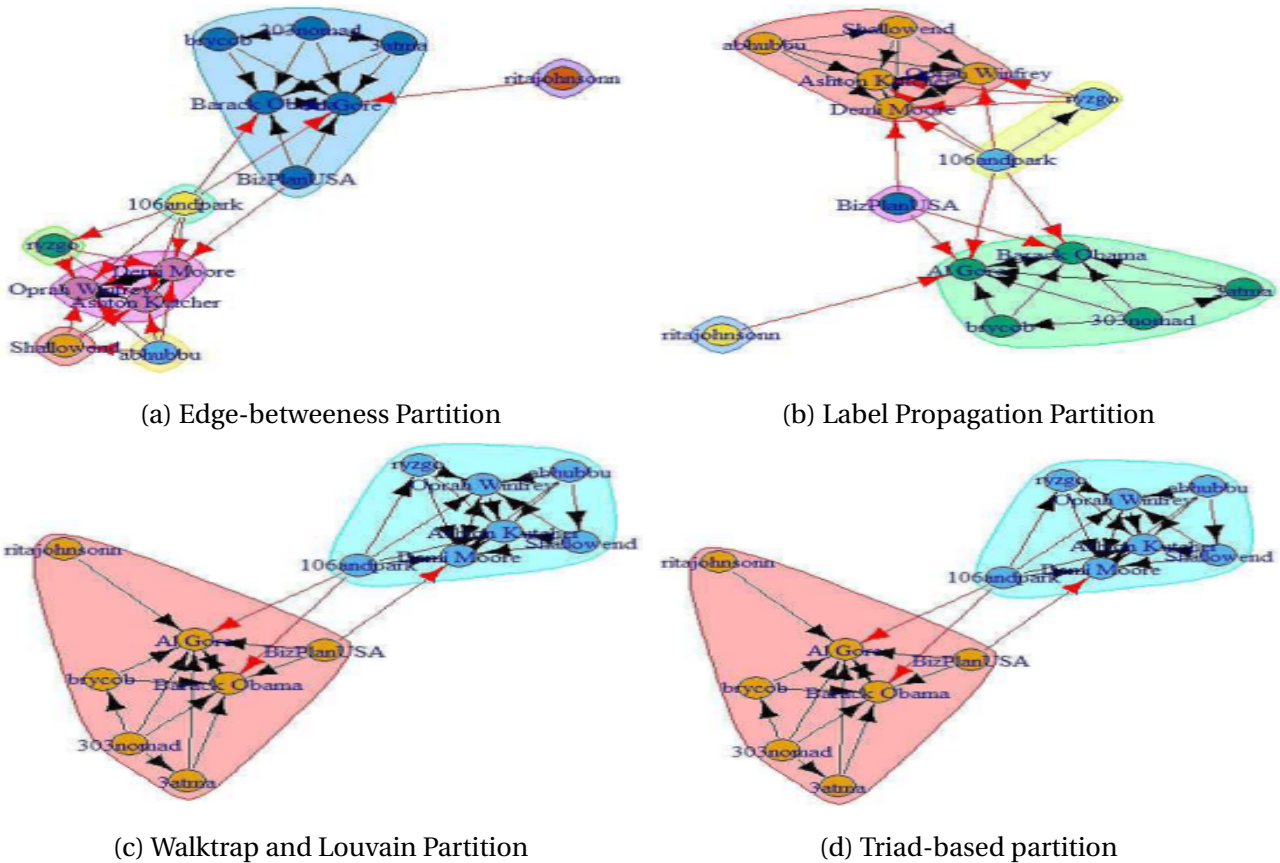 303nomad
brycob
3atma
ritajohnsonn
Barack Obama
Al Gore
BizPlanUSA
106andpark
ryzgo
Demi Moore
Oprah Winfrey
Ashton Kutcher
Shallowend
abhubbu
(a) Edge-betweeness Partition
Shallowend
abhubbu
Oprah Winfrey
Ashton Kutcher
ryzgo
Demi Moore
106andpark
BizPlanUSA
Barack Obama
Al Gore
3atma
303nomad
brycob
ritajohnsonn
(b) Label Propagation Partition
ryzgo
abhubbu
Oprah Winfrey
Ashton Kutcher
Shallowend
ritajohnsonn
Demi Moore
106andpark
Al Gore
BizPlanUSA
brycob
Barack Obama
303nomad
3atma
(c) Walktrap and Louvain Partition
ryzgo
abhubbu
Oprah Winfrey
Ashton Kutcher
Shallowend
ritajohnsonn
Demi Moore
106andpark
Al Gore
BizPlanUSA
brycob
Barack Obama
303nomad
3atma
(d) Triad-based partition